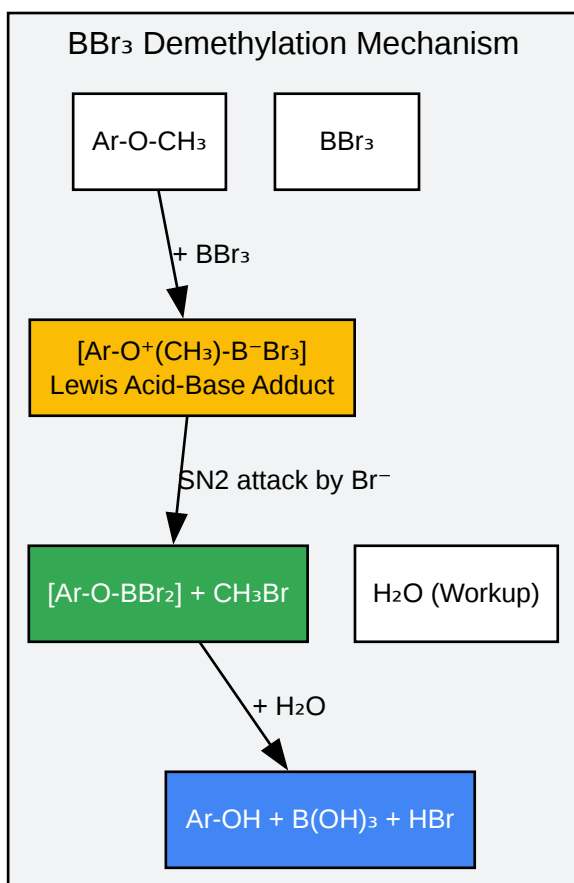 BBr₃ Demethylation Mechanism
Ar-O-CH₃
BBr₃
+ BBr₃
[Ar-O⁺(CH₃)-B⁻Br₃]
Lewis Acid-Base Adduct
SN2 attack by Br⁻
[Ar-O-BBr₂] + CH₃Br
H₂O (Workup)
+ H₂O
Ar-OH + B(OH)₃ + HBr